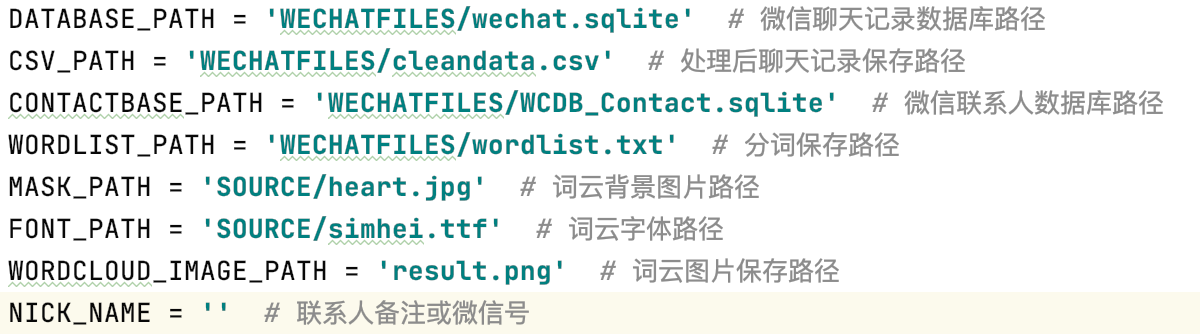 DATABASE_PATH = 'WECHATFILES/wechat.sqlite'  # 微信聊天记录数据库路径
CSV_PATH = 'WECHATFILES/cleandata.csv'  # 处理后聊天记录保存路径
CONTACTBASE_PATH = 'WECHATFILES/WCDB_Contact.sqlite'  # 微信联系人数据库路径
WORDLIST_PATH = 'WECHATFILES/wordlist.txt'  # 分词保存路径
MASK_PATH = 'SOURCE/heart.jpg'  # 词云背景图片路径
FONT_PATH = 'SOURCE/simhei.ttf'  # 词云字体路径
WORDCLOUD_IMAGE_PATH = 'result.png'  # 词云图片保存路径
NICK_NAME = ''  # 联系人备注或微信号